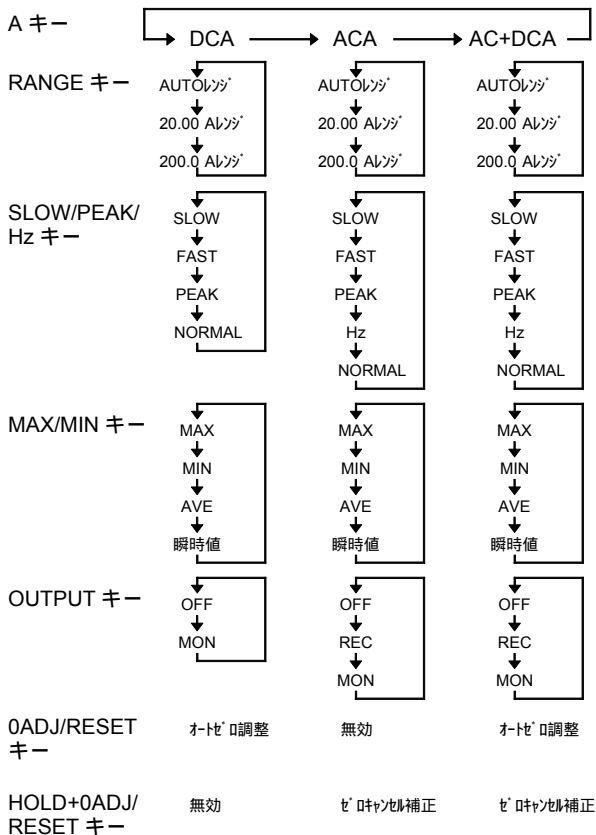 A キー
DCA ACA AC+DCA
RANGE キー
AUTOﾚﾝｼﾞ AUTOﾚﾝｼﾞ AUTOﾚﾝｼﾞ
20.00 Aﾚﾝｼﾞ 20.00 Aﾚﾝｼﾞ 20.00 Aﾚﾝｼﾞ
200.0 Aﾚﾝｼﾞ 200.0 Aﾚﾝｼﾞ 200.0 Aﾚﾝｼﾞ
SLOW/PEAK/
Hz キー
SLOW SLOW SLOW
FAST FAST FAST
PEAK PEAK PEAK
NORMAL Hz Hz
NORMAL NORMAL
MAX/MIN キー
MAX MAX MAX
MIN MIN MIN
AVE AVE AVE
瞬時値 瞬時値 瞬時値
OUTPUT キー
OFF OFF OFF
MON REC REC
MON MON
0ADJ/RESET
キー
ｵｰﾄｾﾞﾛ調整 無効 ｵｰﾄｾﾞﾛ調整
HOLD+0ADJ/
RESET キー
無効 ｾﾞﾛｷｬﾝｾﾙ補正 ｾﾞﾛｷｬﾝｾﾙ補正